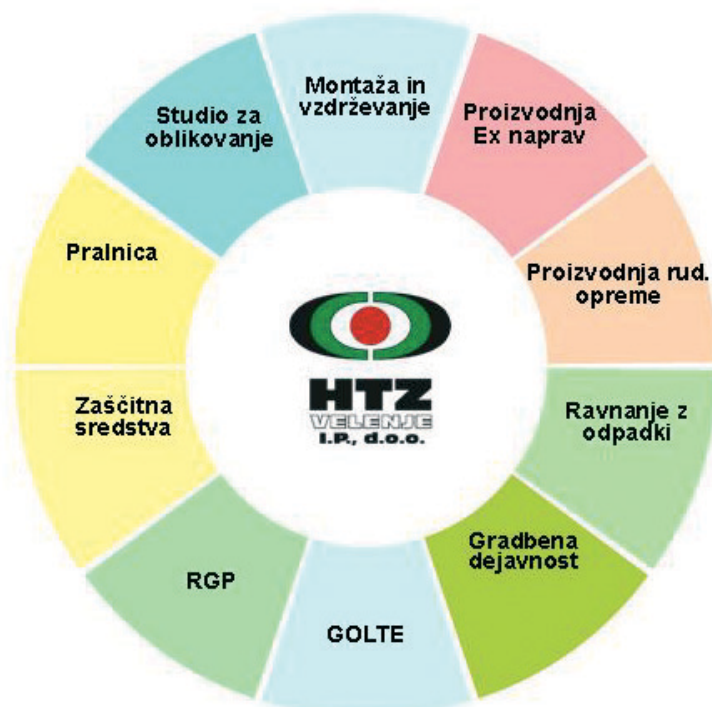 Montaža in
vzdrževanje
Proizvodnja
Ex naprav
Proizvodnja rud.
opreme
Ravnanje z
odpadki
Gradbena
dejavnost
GOLTE
RGP
Zaščitna
sredstva
Pralnica
Studio za
oblikovanje
HTZ
VELENJE
I.P., d.o.o.